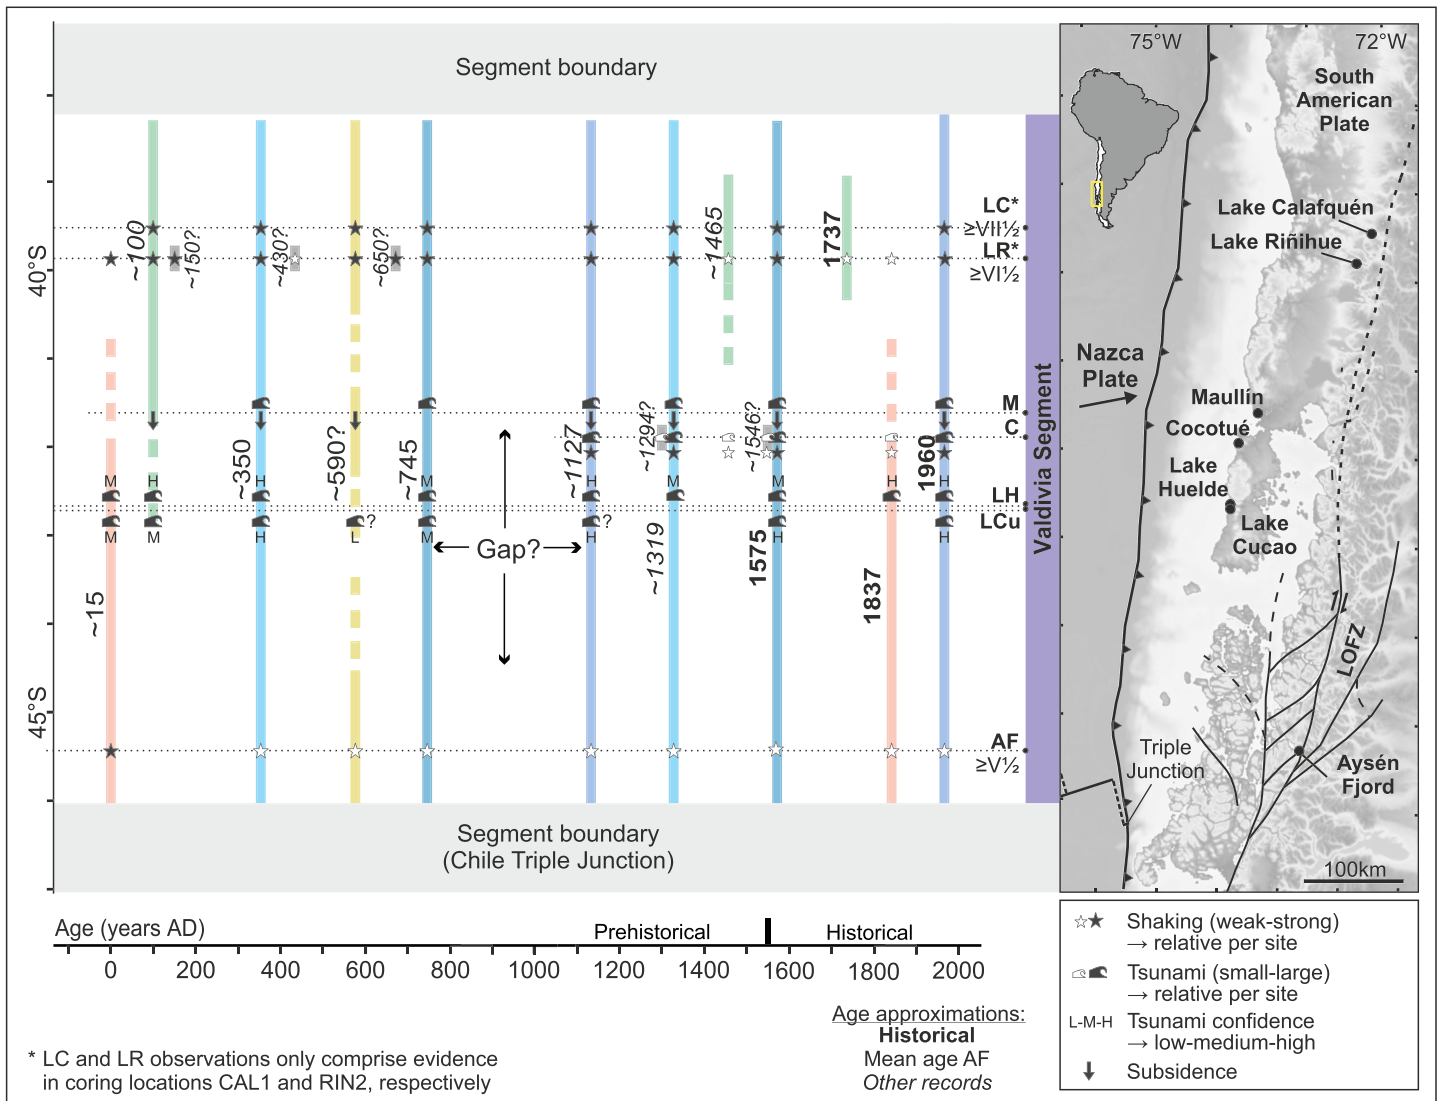 Segment boundary
75°W
72°W
South
American
Plate
LC*
≥VII½
LR*
≥VI½
40°S
~100
~150?
~430?
~650?
~1465
1737
Lake Calafquén
Lake Riñihue
Nazca
Plate
Maullín
Cocotué
Lake
Huelde
Lake
Cucao
M
C
LH
LCu
Valdivia Segment
~350
~590?
~745
~1127
~1294?
~1546?
1960
M H H M H M M H H
? ?
M M H L M H H H
Gap?
~15
~1319
1575
1837
45°S
AF
≥V½
LOFZ
Triple
Junction
Aysén
Fjord
100km
Segment boundary
(Chile Triple Junction)
Age (years AD)
Prehistorical
Historical
0 200 400 600 800 1000 1200 1400 1600 1800 2000
Age approximations:
Historical
Mean age AF
Other records
* LC and LR observations only comprise evidence
in coring locations CAL1 and RIN2, respectively
Shaking (weak-strong)
→ relative per site
Tsunami (small-large)
→ relative per site
L-M-H Tsunami confidence
→ low-medium-high
Subsidence